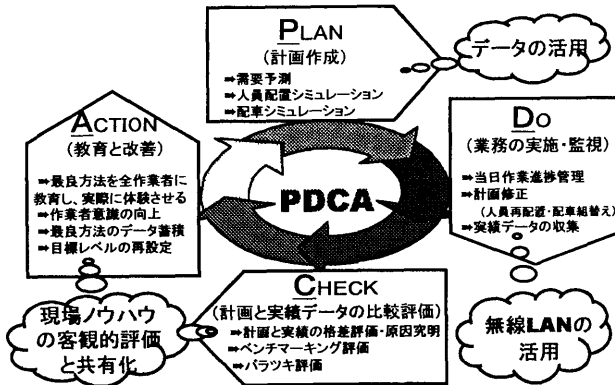 PLAN
(計画作成)
➡需要予測
➡人員配置シミュレーション
➡配車シミュレーション
データの活用
ACTION
(教育と改善)
➡最良方法を全作業者に
教育し、実際に体験させる
➡作業者意識の向上
➡最良方法のデータ蓄積
➡目標レベルの再設定
PDCA
DO
(業務の実施・監視)
➡当日作業進捗管理
➡計画修正
(人員再配置・配車組替え)
➡実績データの収集
CHECK
(計画と実績データの比較評価)
➡計画と実績の格差評価・原因究明
➡ベンチマーキング評価
➡バラツキ評価
現場ノウハウ
の客観的評価
と共有化
無線LANの
活用